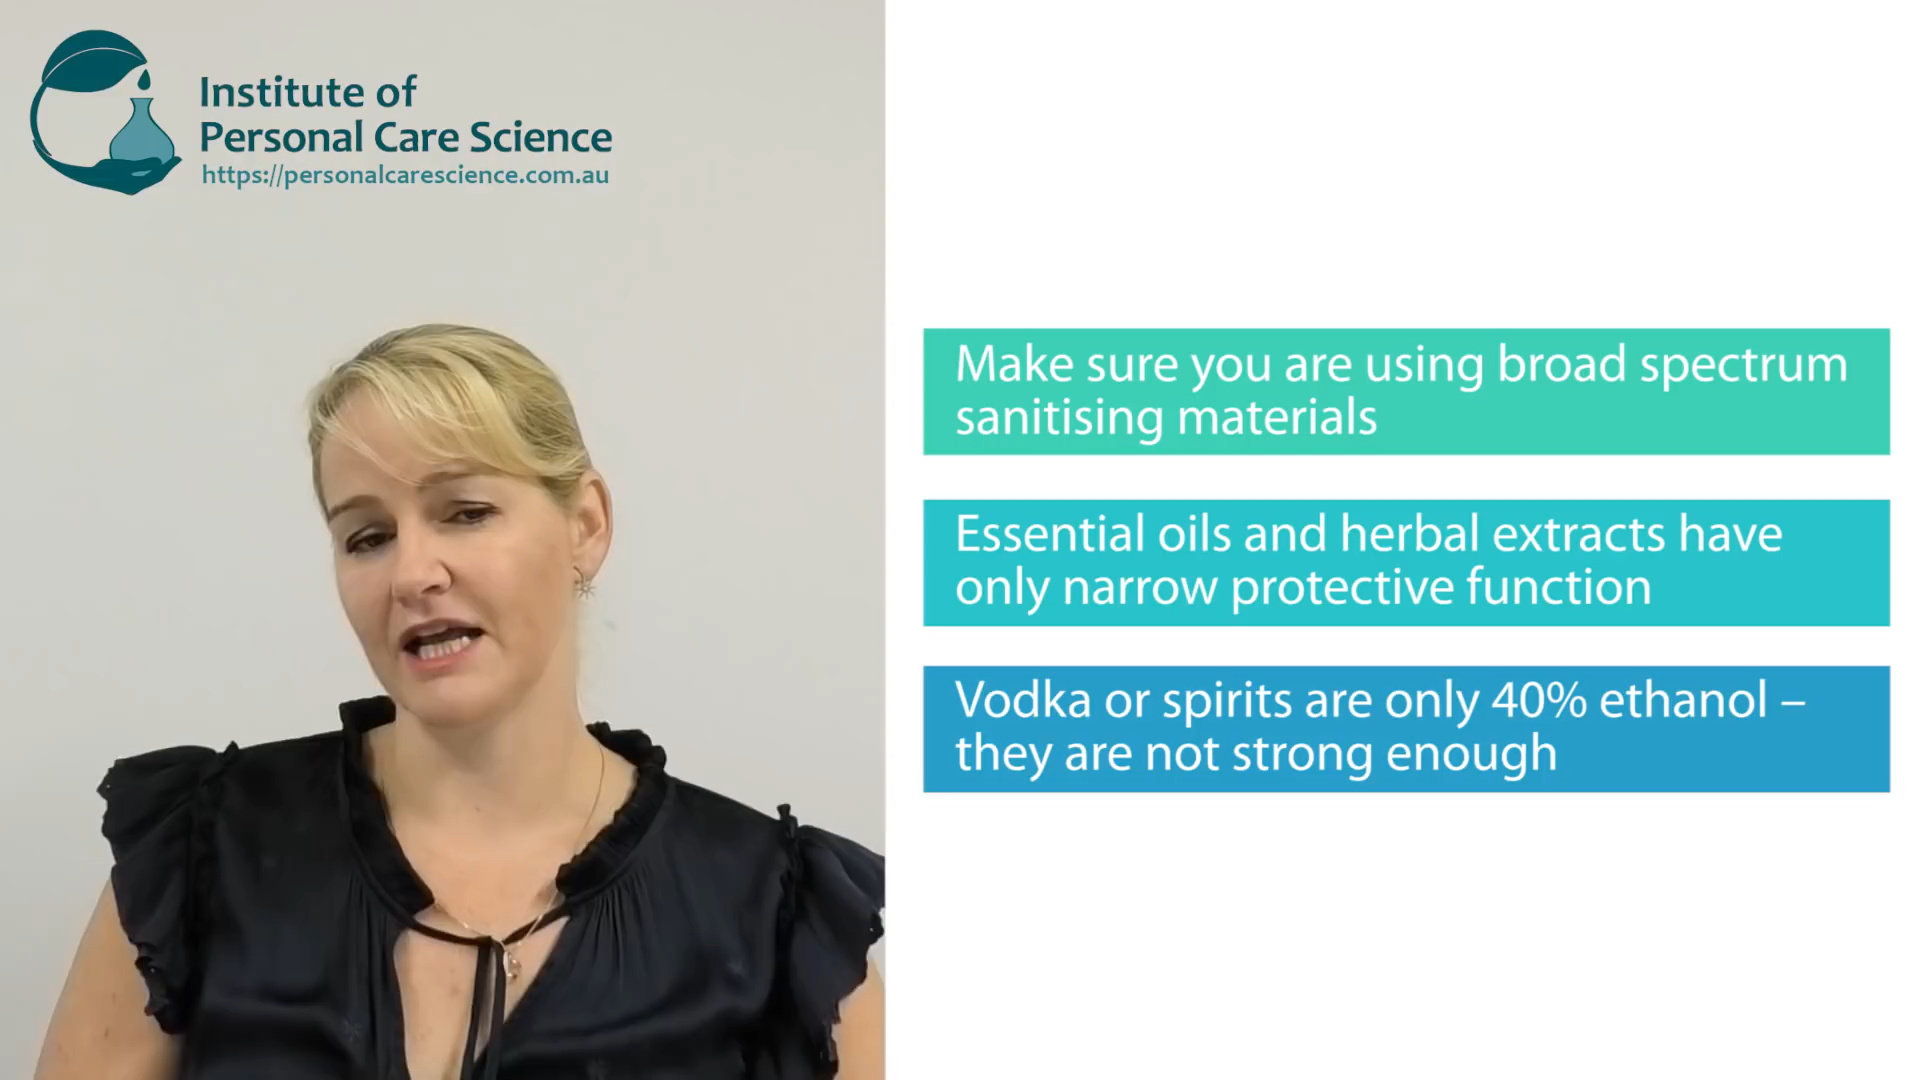 Institute of
Personal Care Science
https://personalcarescience.com.au
Make sure you are using broad spectrum
sanitising materials
Essential oils and herbal extracts have
only narrow protective function
Vodka or spirits are only 40% ethanol –
they are not strong enough